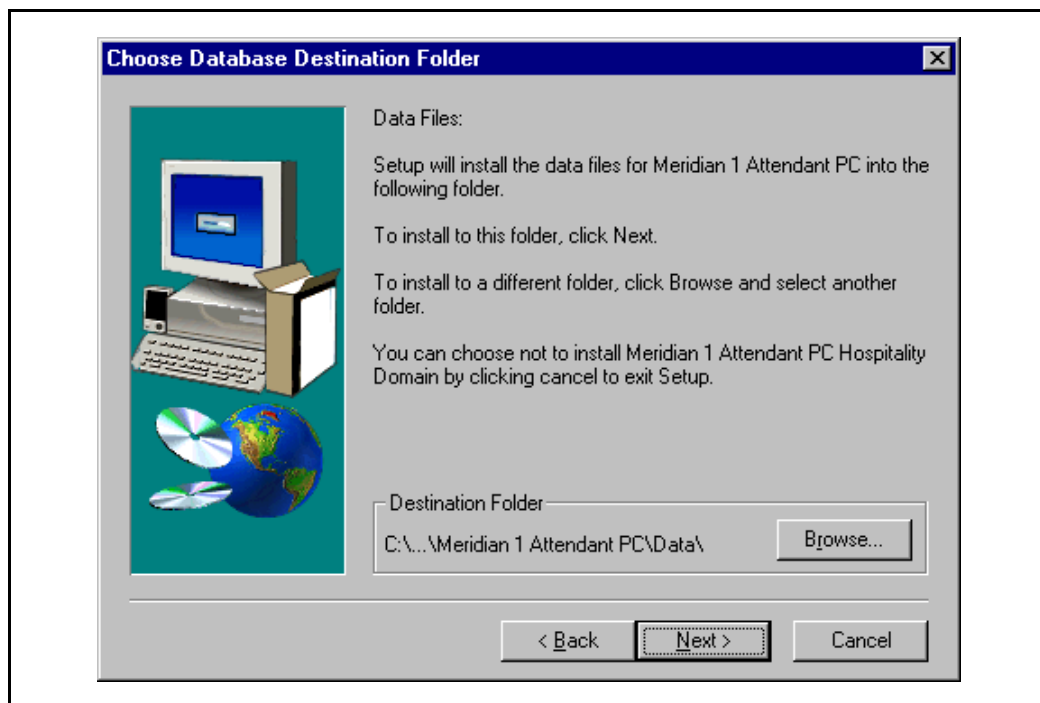 Choose Database Destination Folder
Data Files:
Setup will install the data files for Meridian 1 Attendant PC into the
following folder.
To install to this folder, click Next.
To install to a different folder, click Browse and select another
folder.
You can choose not to install Meridian 1 Attendant PC Hospitality
Domain by clicking cancel to exit Setup.
Destination Folder
C:\...\Meridian 1 Attendant PC\Data\
Browse...
< Back
Next >
Cancel